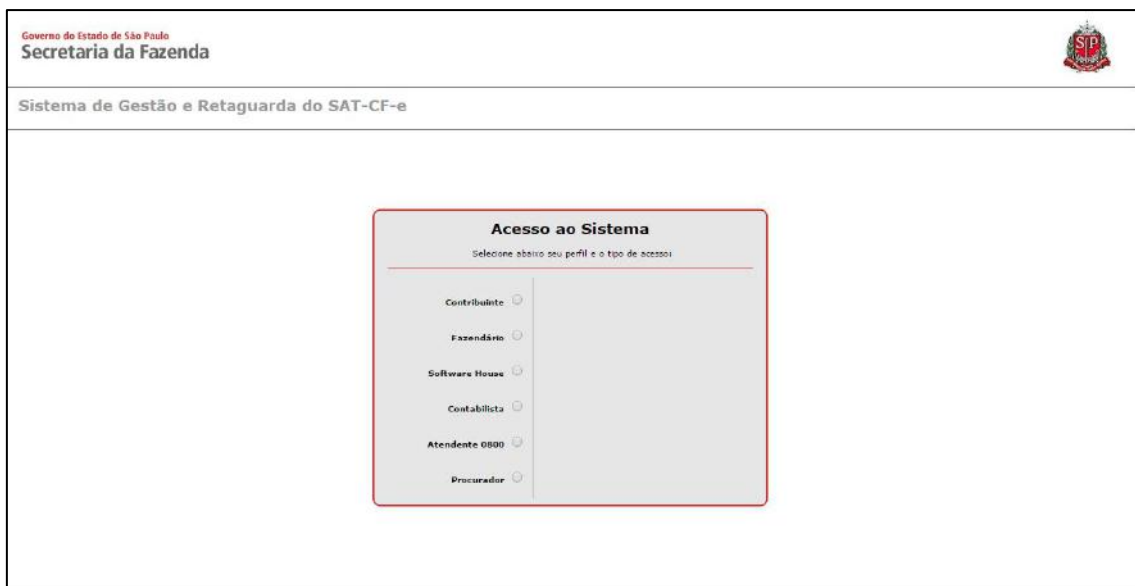 Governo do Estado de São Paulo
Secretaria da Fazenda
SP
Sistema de Gestão e Retaguarda do SAT-CF-e
Acesso ao Sistema
Selecione abaixo seu perfil e o tipo de acesso:
Contribuinte
Fazendário
Software House
Contabilista
Atendente 0800
Procurador